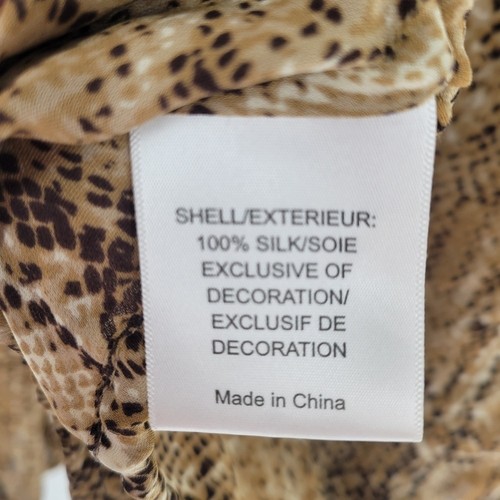 SHELL/EXTERIEUR:
100% SILK/SOIE
EXCLUSIVE OF
DECORATION/
EXCLUSIF DE
DECORATION
Made in China